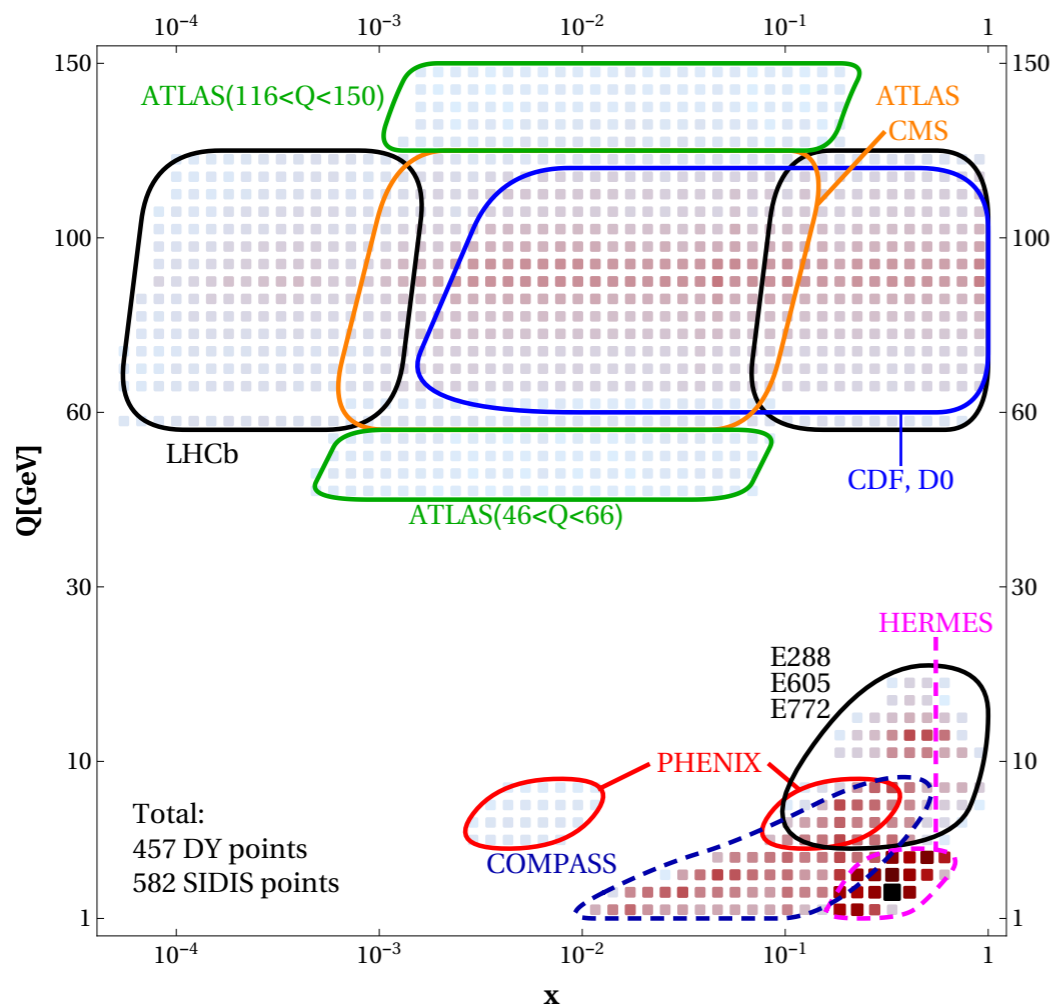 10⁻⁴ 10⁻³ 10⁻² 10⁻¹ 1
150 150
ATLAS(116<Q<150)
ATLAS
CMS
100 100
60 60
LHCb
CDF, D0
ATLAS(46<Q<66)
Q[GeV]
30 30
HERMES
E288
E605
E772
10 10
PHENIX
Total:
457 DY points
582 SIDIS points
COMPASS
1 1
10⁻⁴ 10⁻³ 10⁻² 10⁻¹ 1
x